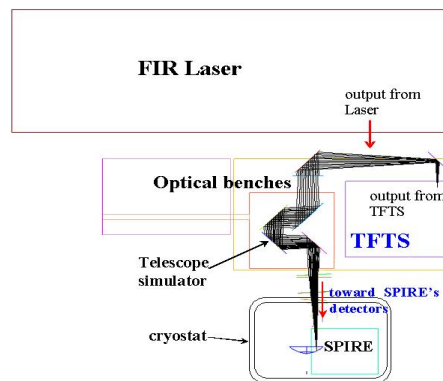 FIR Laser
output from
Laser
Optical benches
output from
TFTS
TFTS
Telescope
simulator
toward SPIRE's
detectors
cryostat
SPIRE